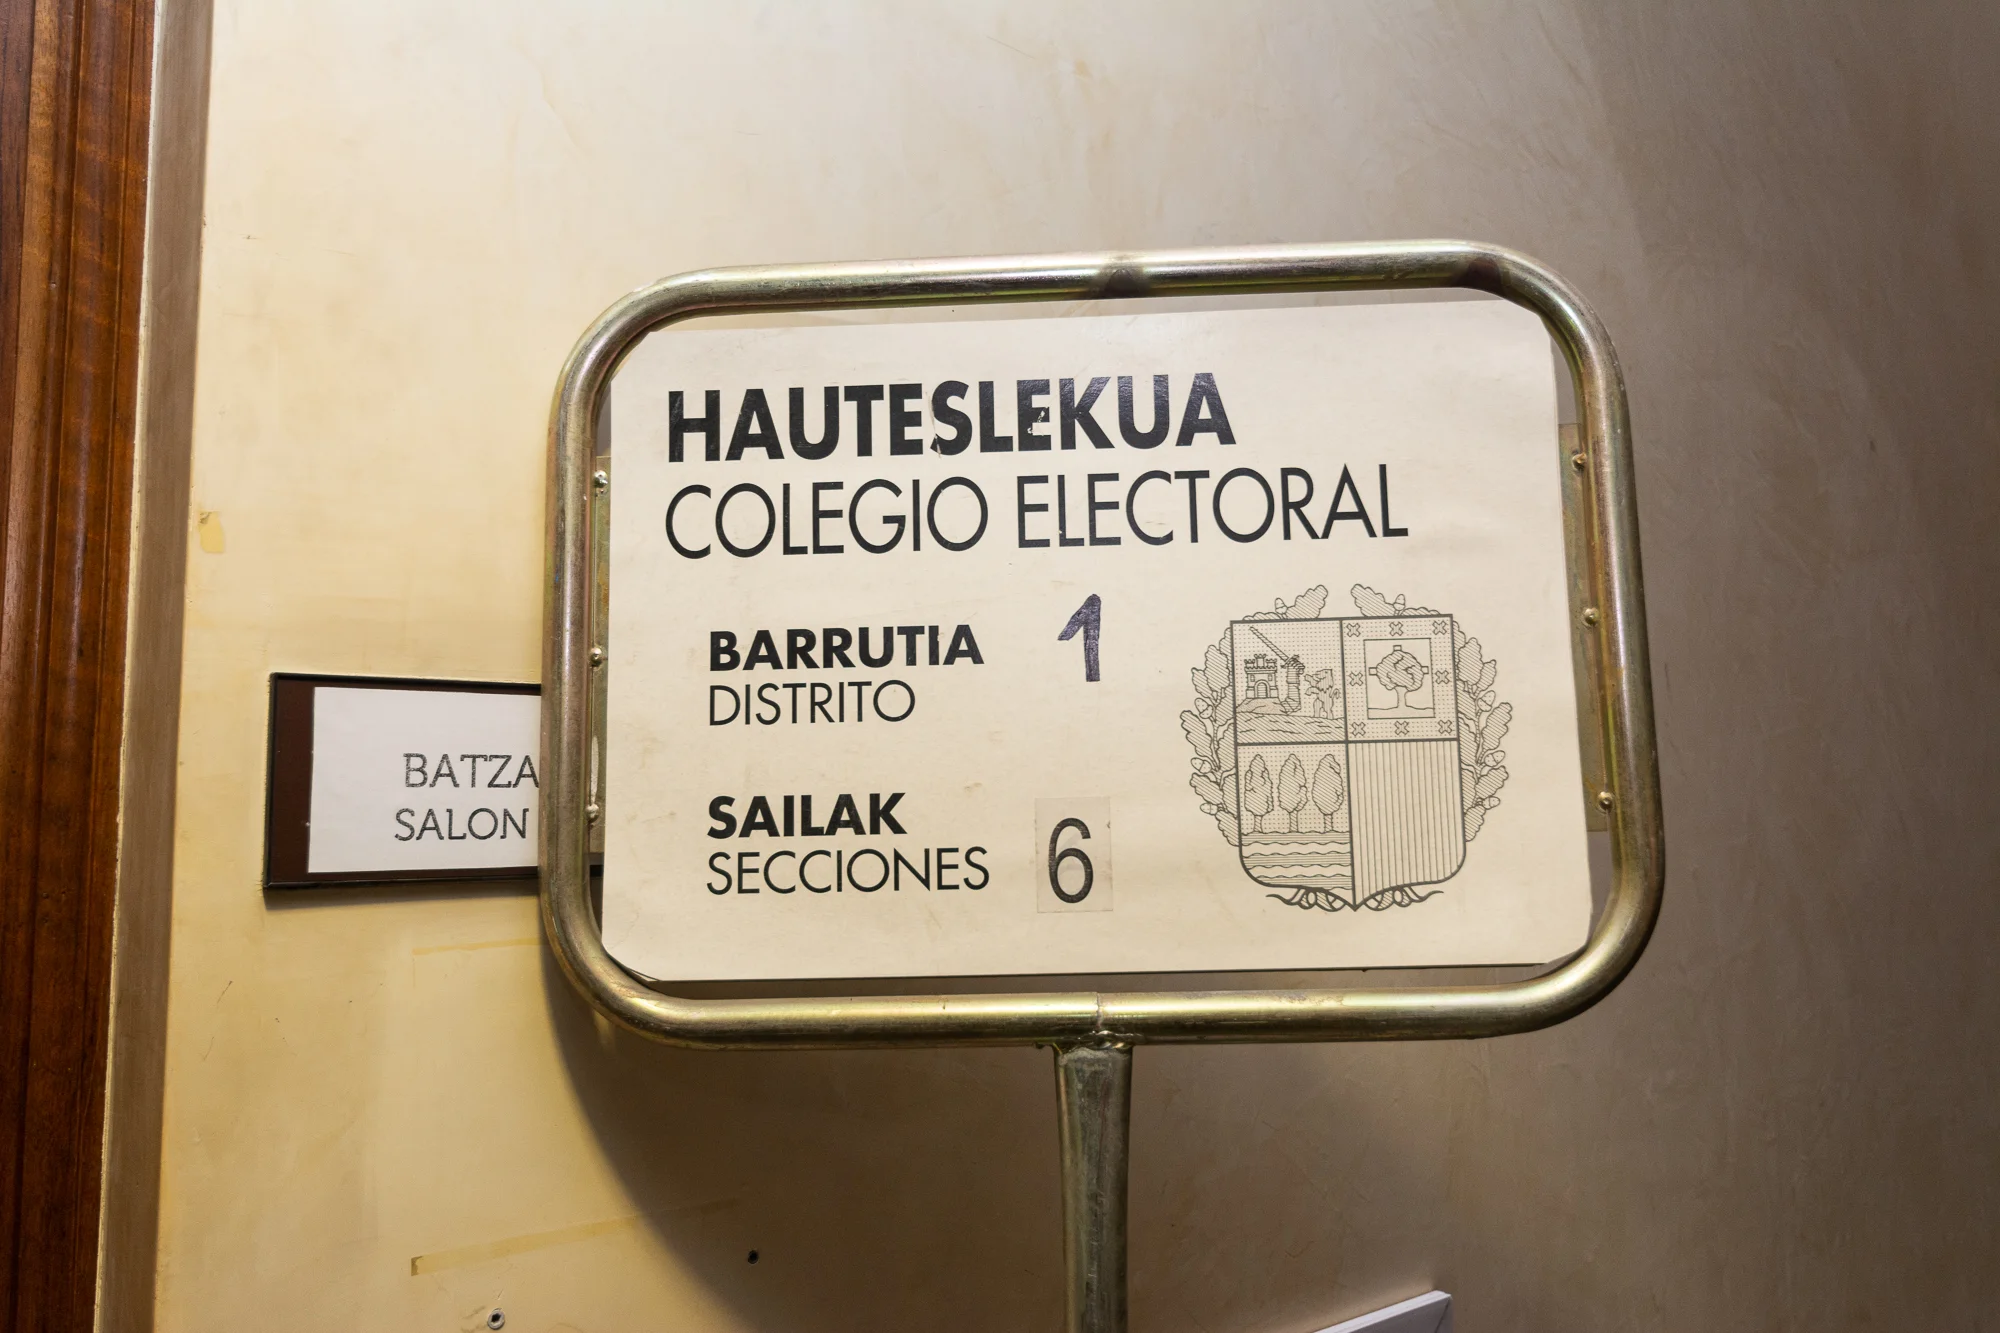 HAUTESLEKUA
COLEGIO ELECTORAL
BARRUTIA 1
DISTRITO
SAILAK
SECCIONES 6
BATZA
SALON